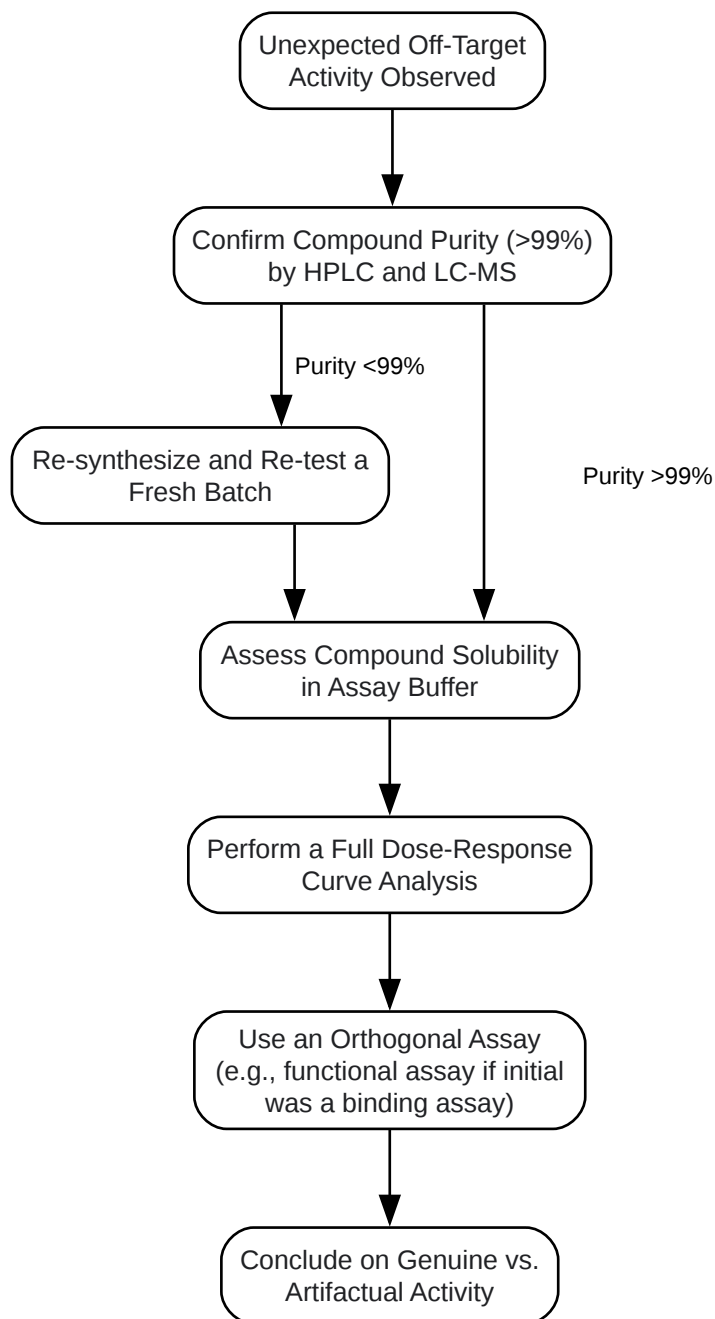 Unexpected Off-Target
Activity Observed
Confirm Compound Purity (>99%)
by HPLC and LC-MS
Purity <99%
Re-synthesize and Re-test a
Fresh Batch
Purity >99%
Assess Compound Solubility
in Assay Buffer
Perform a Full Dose-Response
Curve Analysis
Use an Orthogonal Assay
(e.g., functional assay if initial
was a binding assay)
Conclude on Genuine vs.
Artifactual Activity